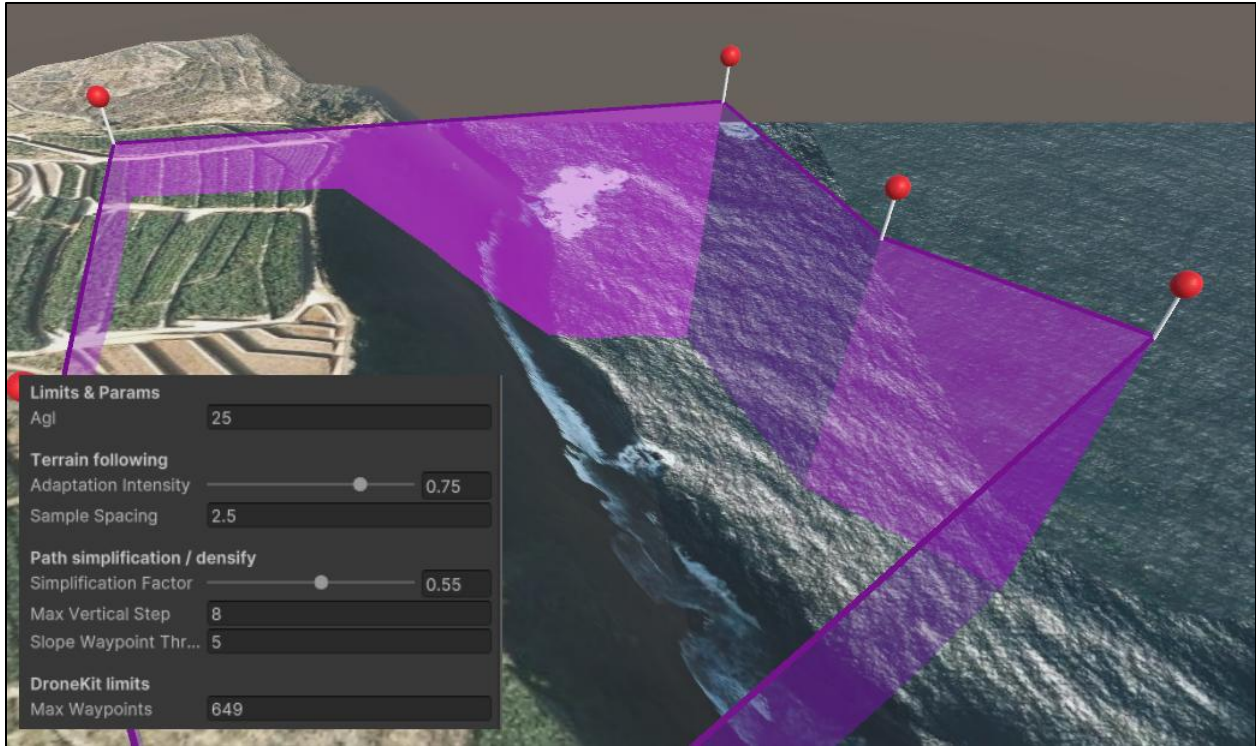 Limits & Params
Agl 25
Terrain following
Adaptation Intensity 0.75
Sample Spacing 2.5
Path simplification / densify
Simplification Factor 0.55
Max Vertical Step 8
Slope Waypoint Thr... 5
DroneKit limits
Max Waypoints 649